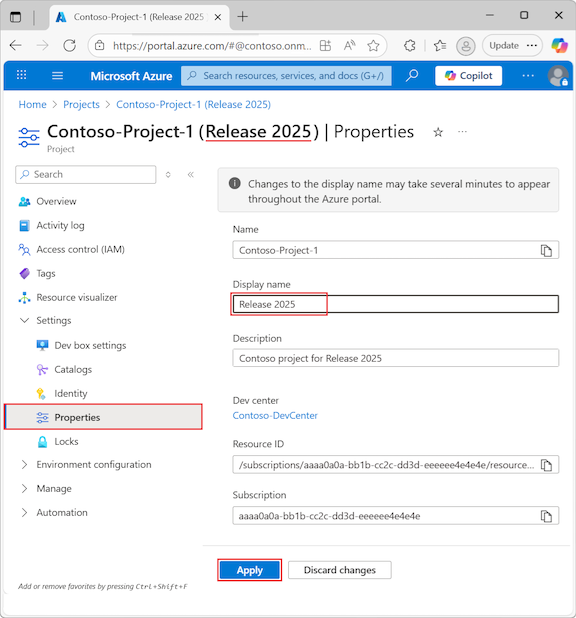 Contoso-Project-1 (Release 2025)
https://portal.azure.com/#@contoso.onm...
Update
Microsoft Azure
Search resources, services, and docs (G+/)
Copilot
Home > Projects > Contoso-Project-1 (Release 2025)
Contoso-Project-1 (Release 2025) | Properties
Project
Search
Overview
Activity log
Access control (IAM)
Tags
Resource visualizer
Settings
Dev box settings
Catalogs
Identity
Properties
Locks
Environment configuration
Manage
Automation
Add or remove favorites by pressing Ctrl+Shift+F
Changes to the display name may take several minutes to appear
throughout the Azure portal.
Name
Contoso-Project-1
Display name
Release 2025
Description
Contoso project for Release 2025
Dev center
Contoso-DevCenter
Resource ID
/subscriptions/aaaa0a0a-bb1b-cc2c-dd3d-eeeeee4e4e4e/resource...
Subscription
aaaa0a0a-bb1b-cc2c-dd3d-eeeeee4e4e4e
Apply
Discard changes